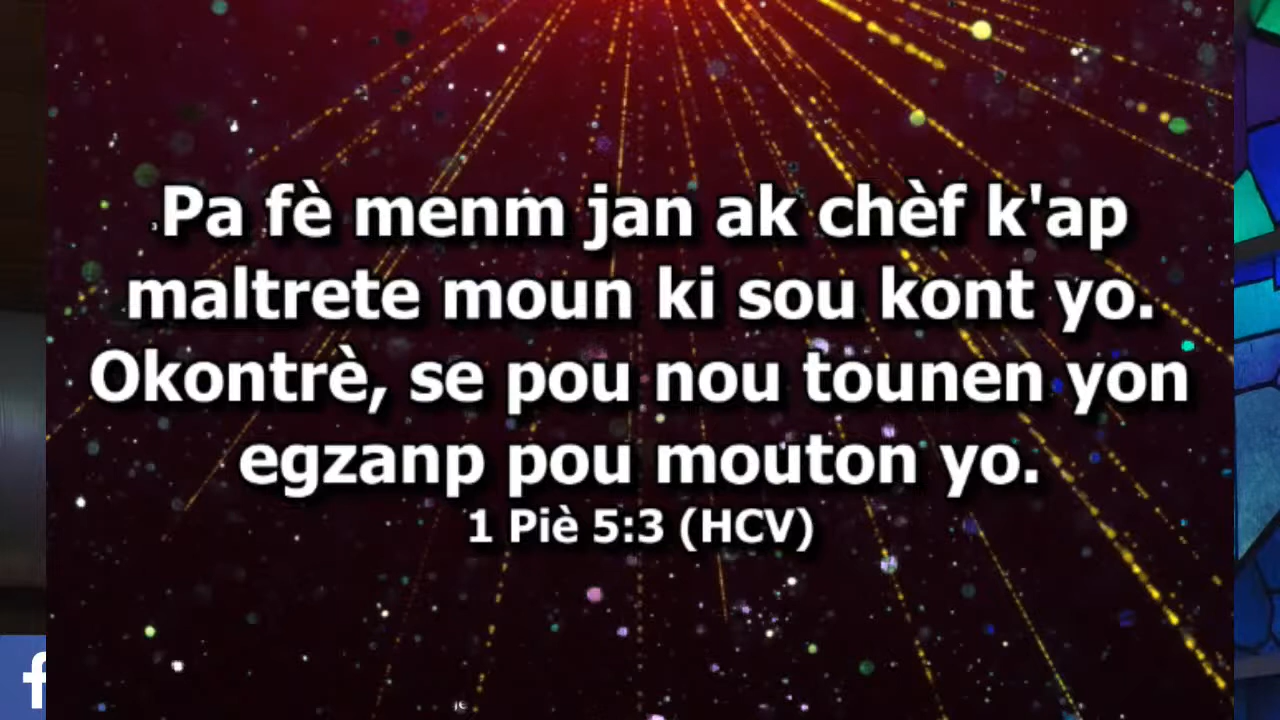 Pa fè menm jan ak chèf k'ap
maltrete moun ki sou kont yo.
Okontrè, se pou nou tounen yon
egzanp pou mouton yo.
1 Piè 5:3 (HCV)
f